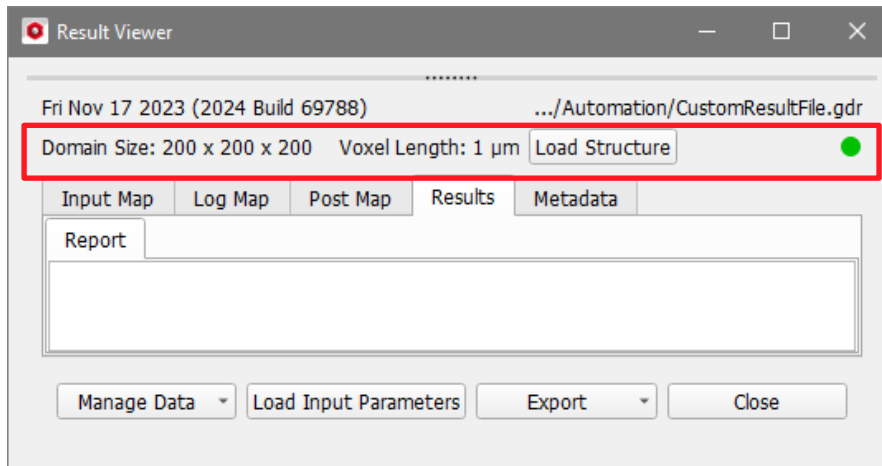 Result Viewer
Fri Nov 17 2023 (2024 Build 69788) .../Automation/CustomResultFile.gdr
Domain Size: 200 x 200 x 200 Voxel Length: 1 µm Load Structure
Input Map Log Map Post Map Results Metadata
Report
Manage Data Load Input Parameters Export Close